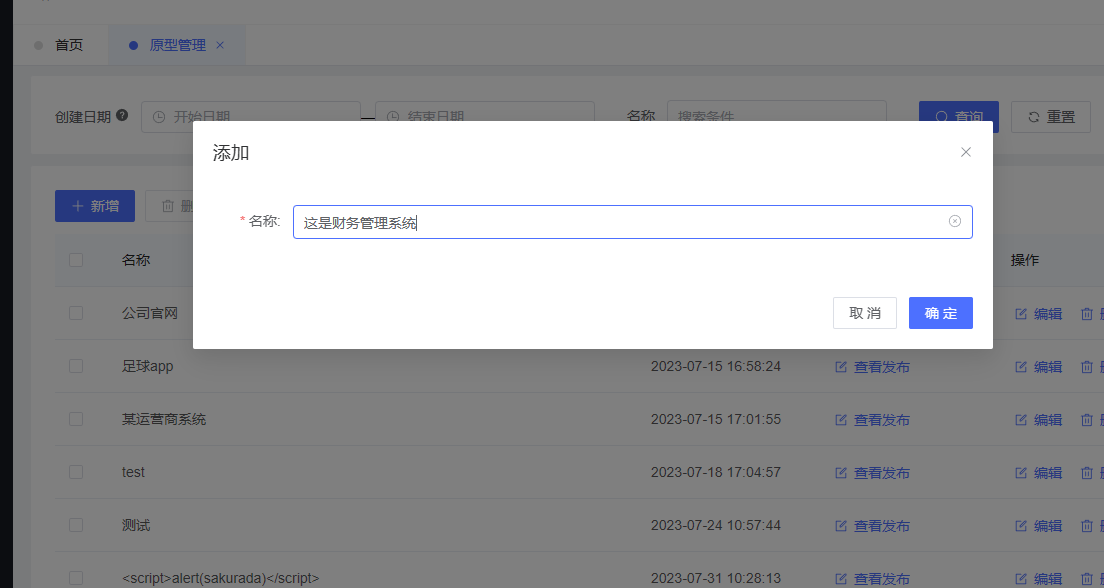 首页 原型管理
创建日期 开始日期 — 结束日期 名称 搜索条件 查询 重置
添加
新增
* 名称: 这是财务管理系统
名称 操作
取 消 确 定
公司官网 编辑
足球app 2023-07-15 16:58:24 查看发布 编辑
某运营商系统 2023-07-15 17:01:55 查看发布 编辑
test 2023-07-18 17:04:57 查看发布 编辑
测试 2023-07-24 10:57:44 查看发布 编辑
<script>alert(sakurada)</script> 2023-07-31 10:28:13 查看发布 编辑